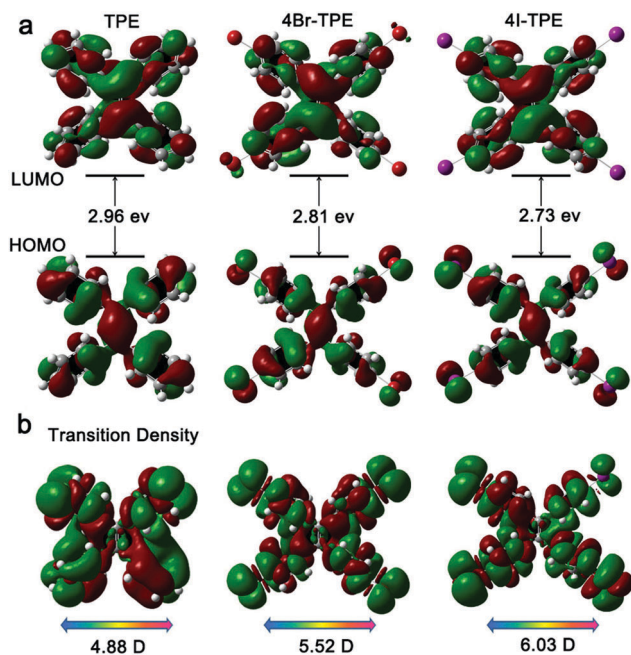 a
TPE 4Br-TPE 4I-TPE
LUMO
2.96 ev 2.81 ev 2.73 ev
HOMO
b
Transition Density
4.88 D 5.52 D 6.03 D